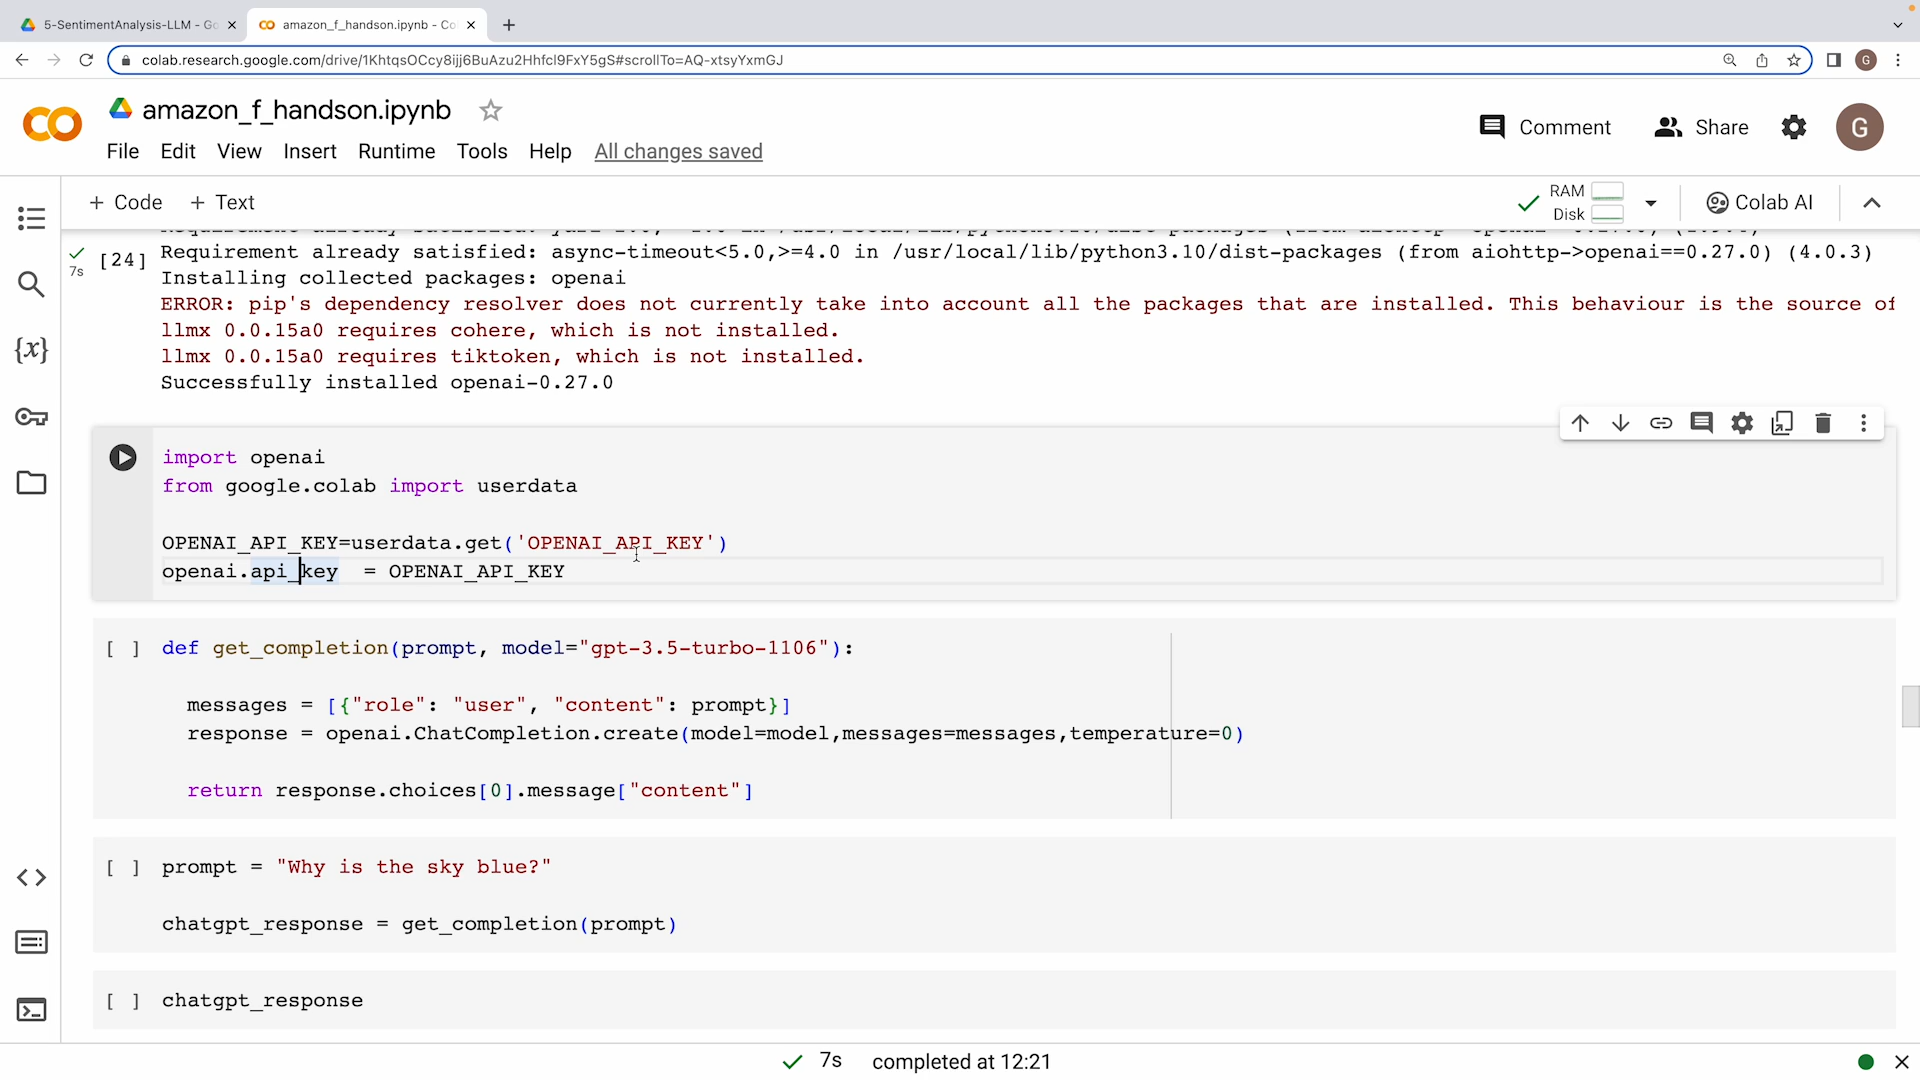 5-SentimentAnalysis-LLM - Go
amazon_f_handson.ipynb - Co
colab.research.google.com/drive/1KhtqsOCcy8ijj6BuAzu2Hhfcl9FxY5gS#scrollTo=AQ-xtsyYxmGJ
G
amazon_f_handson.ipynb
Comment
Share
G
File Edit View Insert Runtime Tools Help All changes saved
+ Code + Text
RAM
Disk
Colab AI
7s
[24]
Requirement already satisfied: async-timeout<5.0,>=4.0 in /usr/local/lib/python3.10/dist-packages (from aiohttp->openai==0.27.0) (4.0.3)
Installing collected packages: openai
ERROR: pip's dependency resolver does not currently take into account all the packages that are installed. This behaviour is the source of
llmx 0.0.15a0 requires cohere, which is not installed.
llmx 0.0.15a0 requires tiktoken, which is not installed.
Successfully installed openai-0.27.0
import openai
from google.colab import userdata
OPENAI_API_KEY=userdata.get('OPENAI_API_KEY')
openai.api_key  = OPENAI_API_KEY
[ ] def get_completion(prompt, model="gpt-3.5-turbo-1106"):
messages = [{"role": "user", "content": prompt}]
response = openai.ChatCompletion.create(model=model,messages=messages,temperature=0)
return response.choices[0].message["content"]
[ ] prompt = "Why is the sky blue?"
chatgpt_response = get_completion(prompt)
[ ] chatgpt_response
7s completed at 12:21